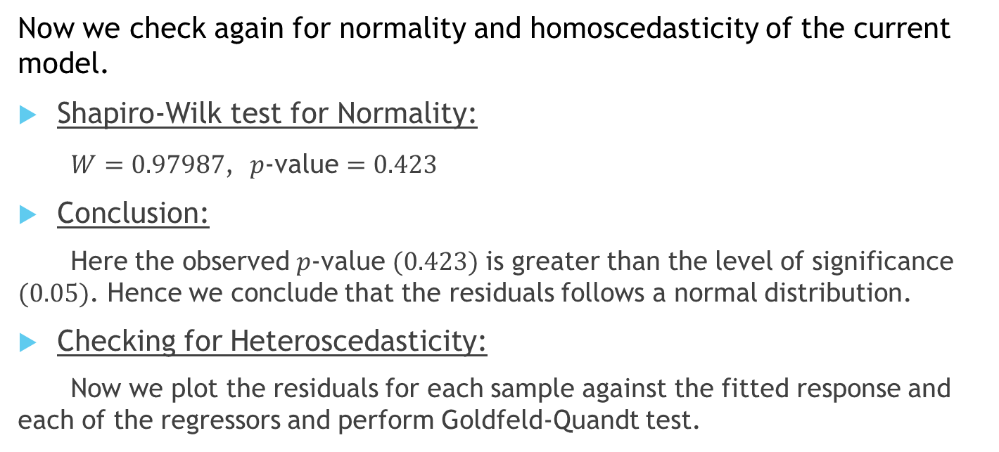 Now we check again for normality and homoscedasticity of the current
model.
Shapiro-Wilk test for Normality:
W = 0.97987, p-value = 0.423
Conclusion:
Here the observed p-value (0.423) is greater than the level of significance
(0.05). Hence we conclude that the residuals follows a normal distribution.
Checking for Heteroscedasticity:
Now we plot the residuals for each sample against the fitted response and
each of the regressors and perform Goldfeld-Quandt test.